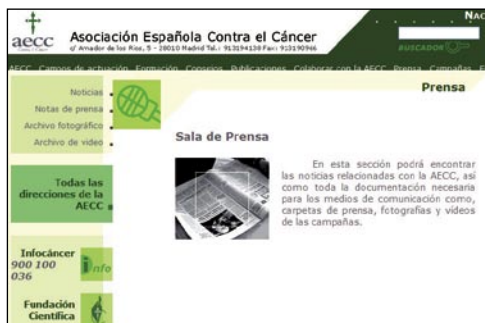 NAC
aecc
Asociación Española Contra el Cáncer
c/ Amador de los Rios, 5 - 28010 Madrid Tel.: 913194138 Fax: 913190966
BUSCADOR
AECC Campos de actuación Formación Consejos Publicaciones Colaborar con la AECC Prensa Campañas E
Prensa
Noticias
Notas de prensa
Archivo fotográfico
Archivo de video
Sala de Prensa
En esta sección podrá encontrar
las noticias relacionadas con la AECC, así
como toda la documentación necesaria
para los medios de comunicación como,
carpetas de prensa, fotografías y vídeos
de las campañas.
Todas las
direcciones de la
AECC
Infocáncer
900 100
036
info
Fundación
Científica